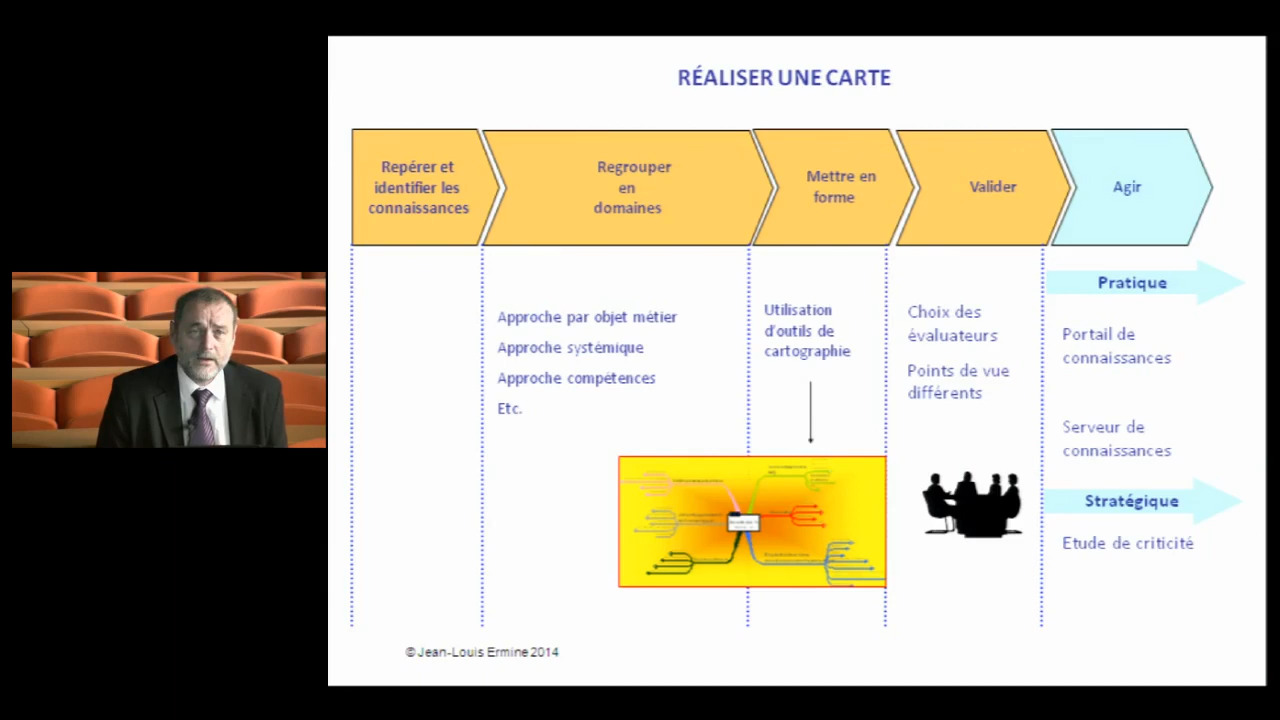 RÉALISER UNE CARTE
Repérer et
identifier les
connaissances
Regrouper
en
domaines
Mettre en
forme
Valider
Agir
Approche par objet métier
Approche systémique
Approche compétences
Etc.
Utilisation
d'outils de
cartographie
Choix des
évaluateurs
Points de vue
différents
Pratique
Portail de
connaissances
Serveur de
connaissances
Stratégique
Etude de criticité
© Jean-Louis Ermine 2014